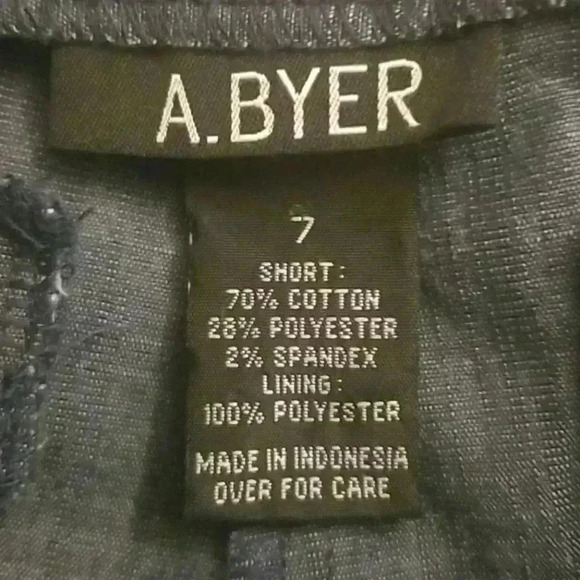 A.BYER
7
SHORT:
70% COTTON
28% POLYESTER
2% SPANDEX
LINING:
100% POLYESTER
MADE IN INDONESIA
OVER FOR CARE